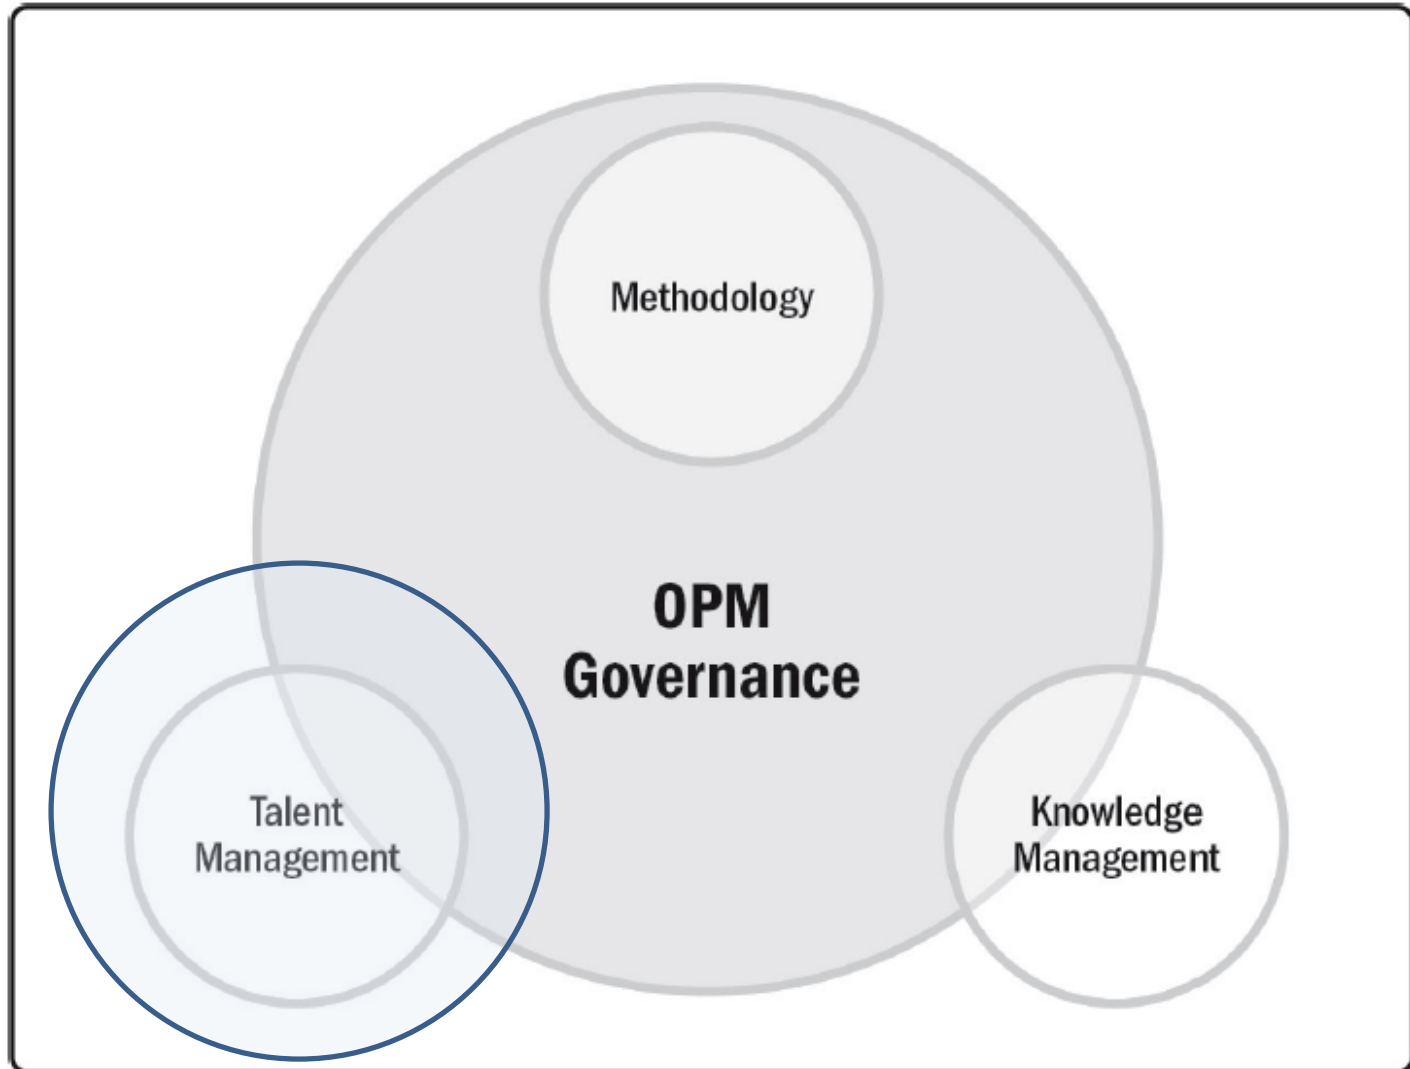 Methodology
OPM
Governance
Talent
Management
Knowledge
Management